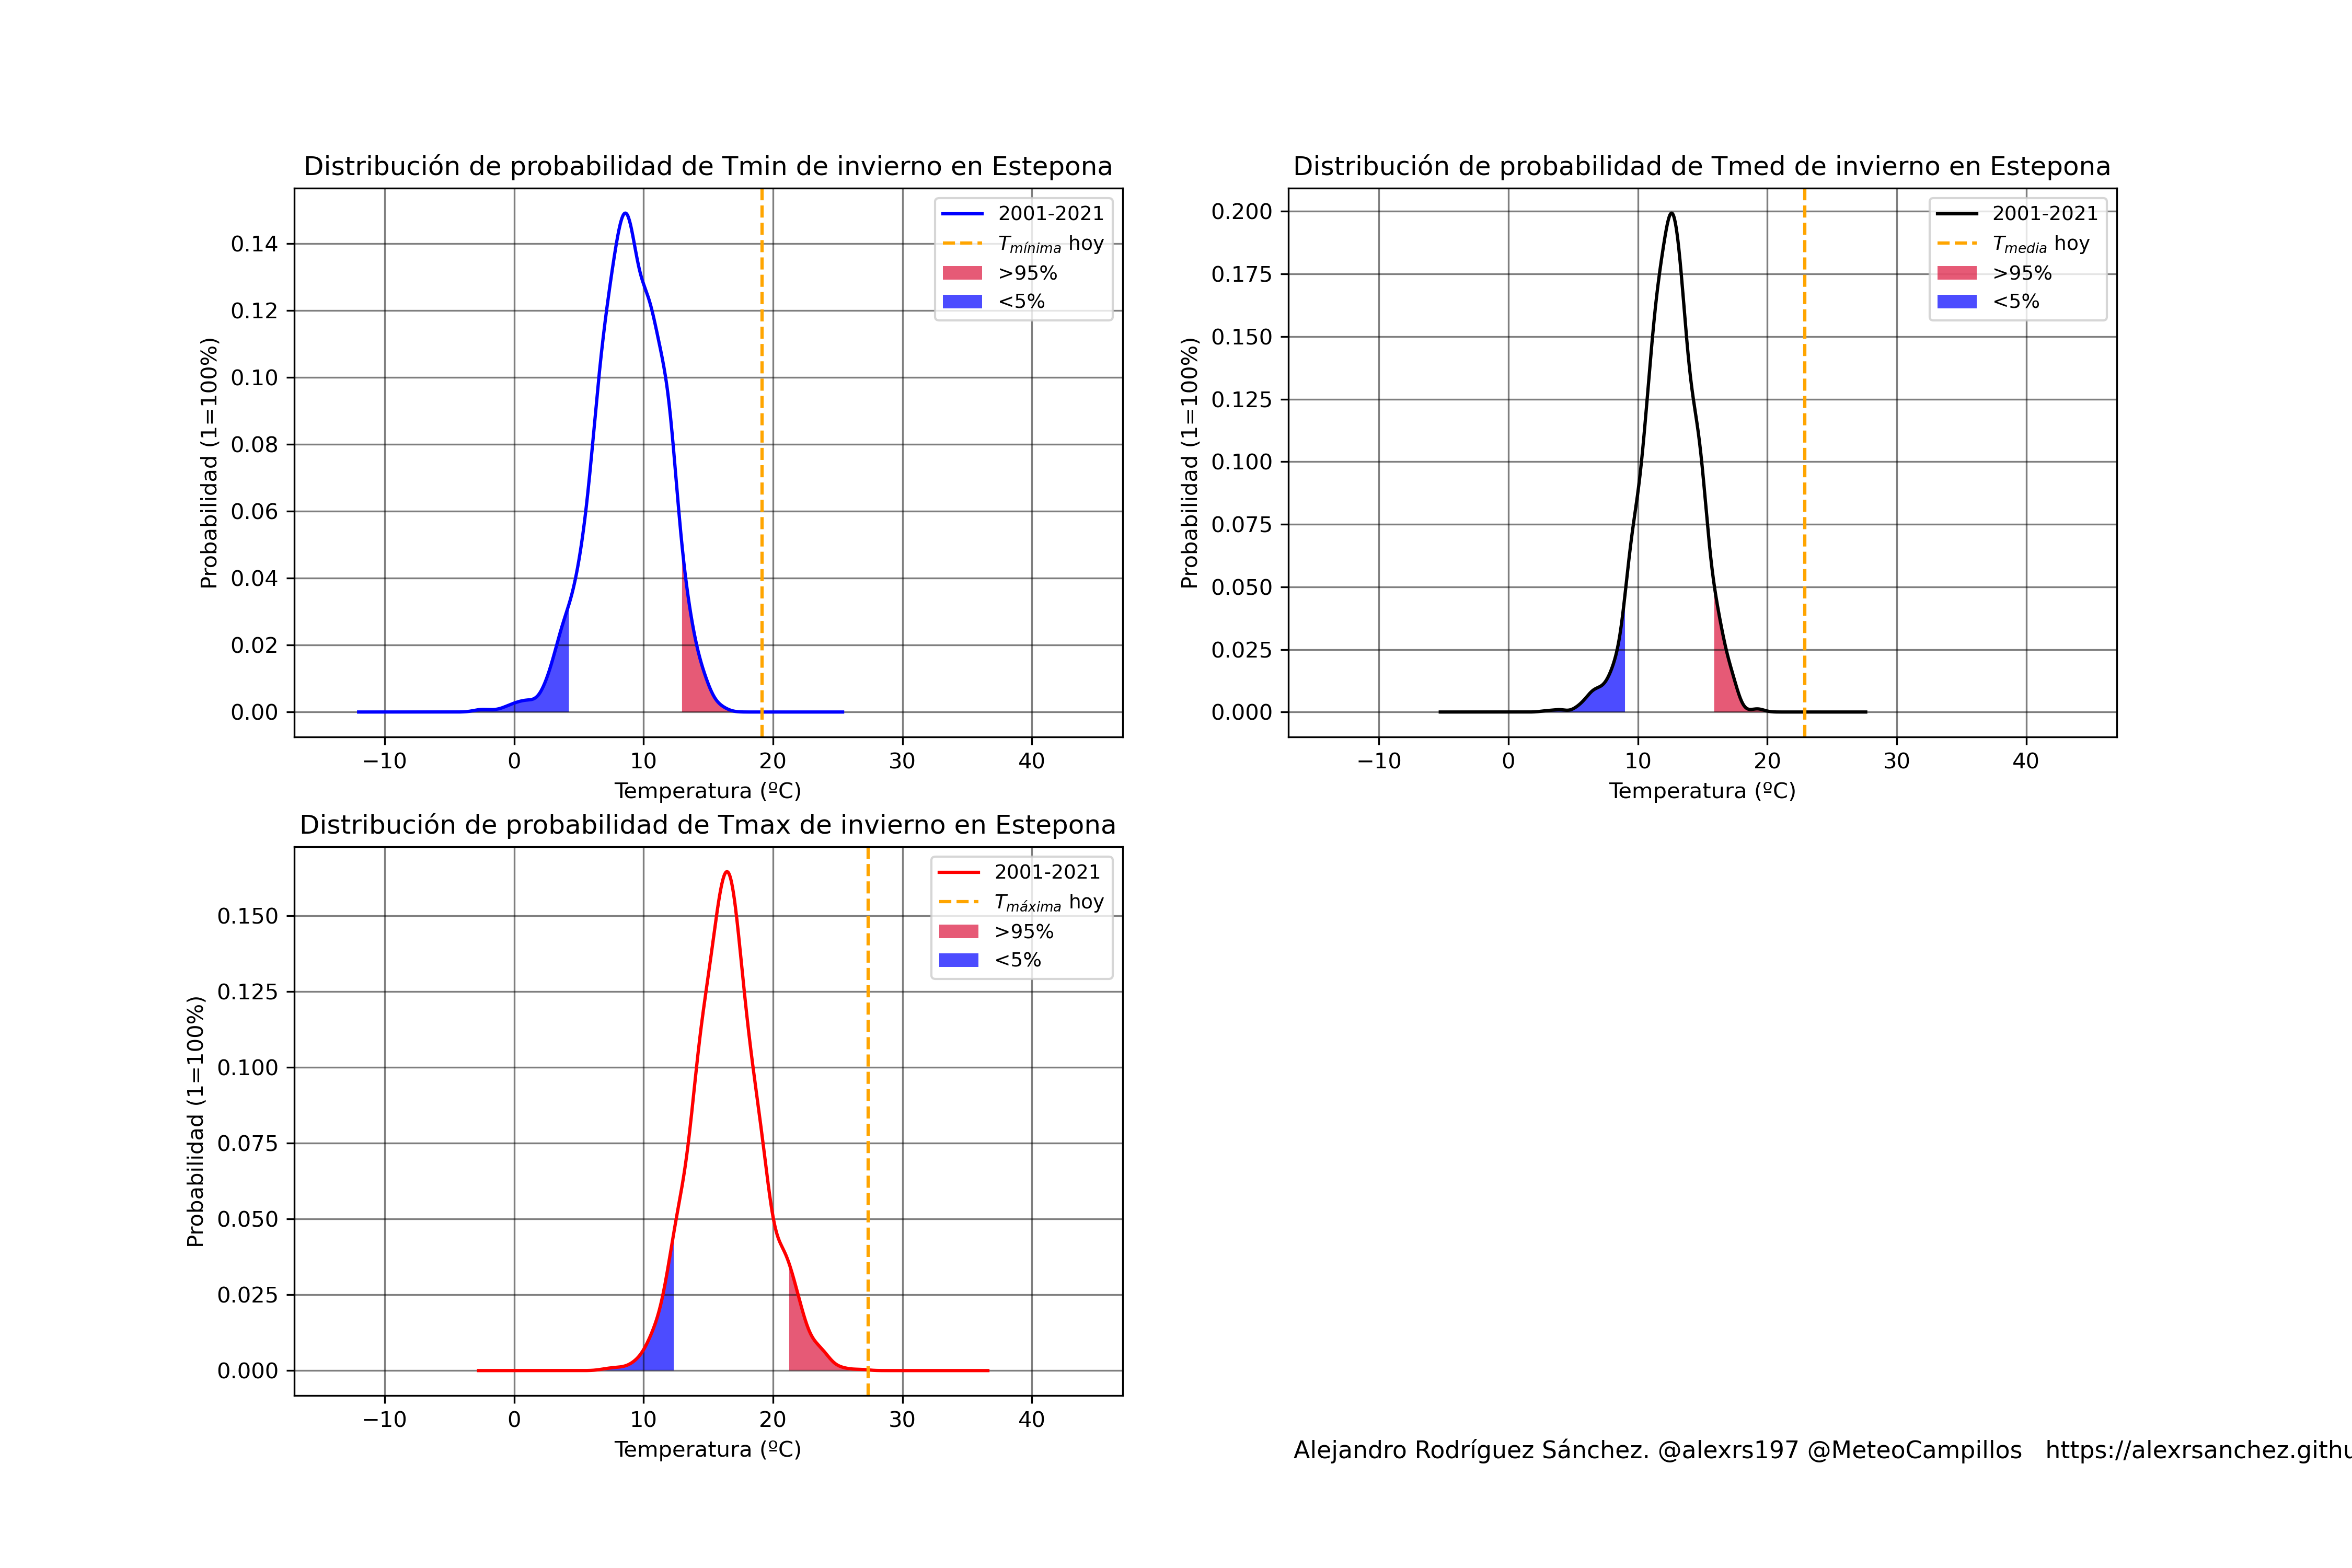 Distribución de probabilidad de Tmin de invierno en Estepona
0.14
0.12
0.10
0.08
0.06
0.04
0.02
0.00
Probabilidad (1=100%)
2001-2021
Tmínima hoy
>95%
<5%
−10 0 10 20 30 40
Temperatura (ºC)
Distribución de probabilidad de Tmed de invierno en Estepona
0.200
0.175
0.150
0.125
0.100
0.075
0.050
0.025
0.000
Probabilidad (1=100%)
2001-2021
Tmedia hoy
>95%
<5%
−10 0 10 20 30 40
Temperatura (ºC)
Distribución de probabilidad de Tmax de invierno en Estepona
0.150
0.125
0.100
0.075
0.050
0.025
0.000
Probabilidad (1=100%)
2001-2021
Tmáxima hoy
>95%
<5%
−10 0 10 20 30 40
Temperatura (ºC)
Alejandro Rodríguez Sánchez. @alexrs197 @MeteoCampillos https://alexrsanchez.githu